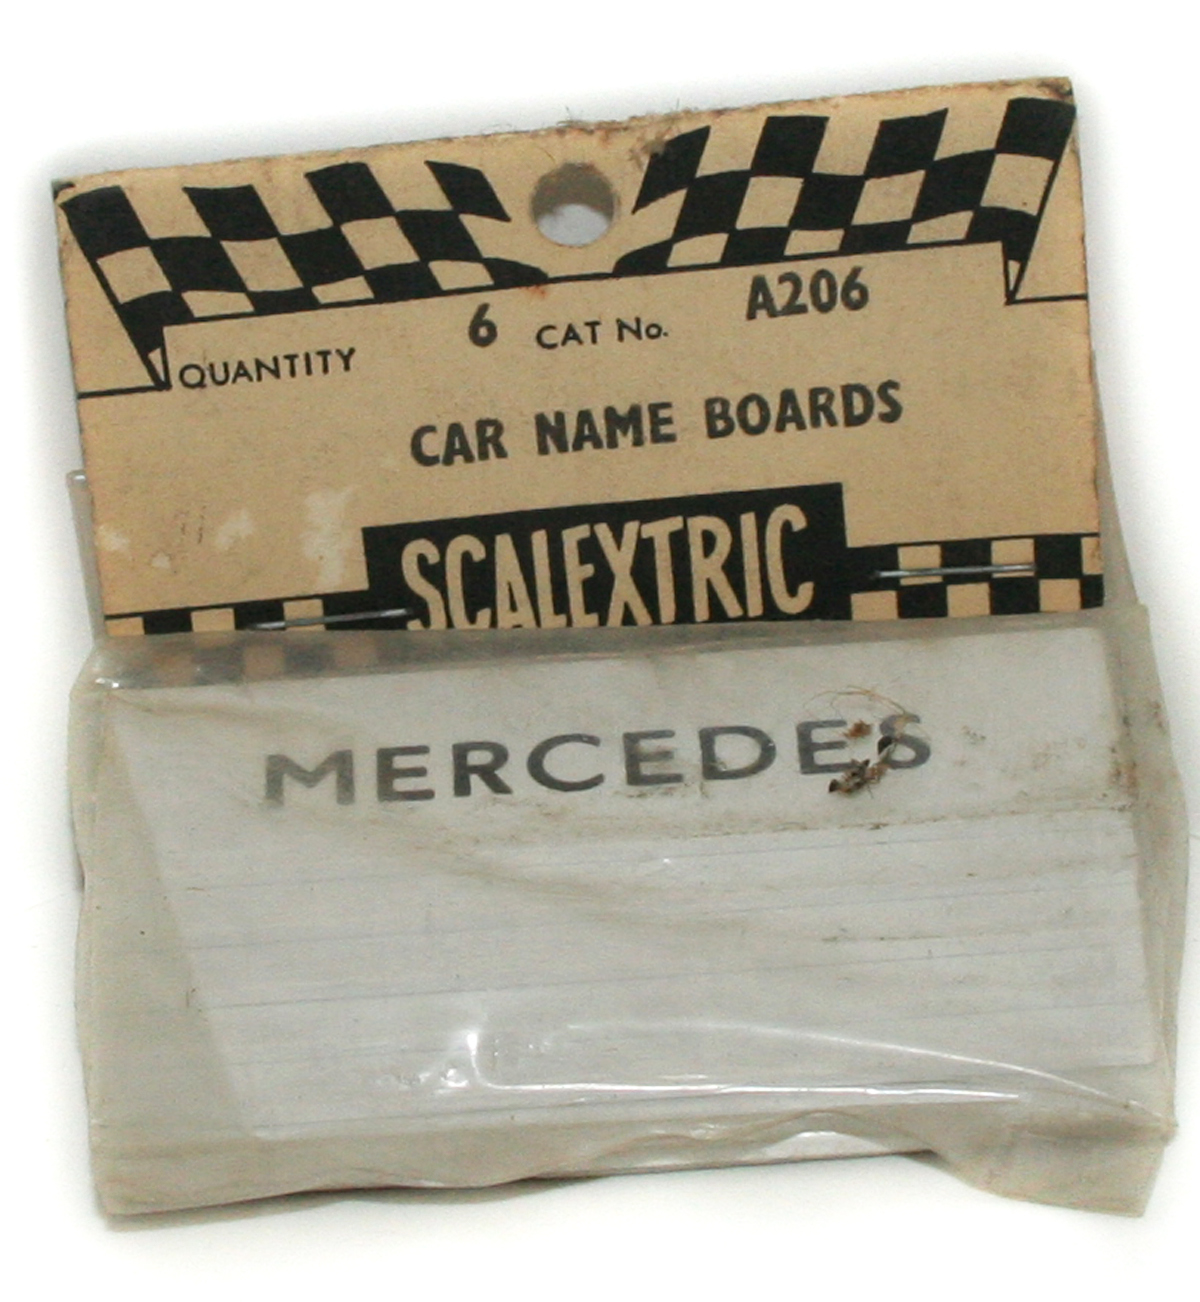 QUANTITY 6 CAT No. A206
CAR NAME BOARDS
SCALEXTRIC
MERCEDES